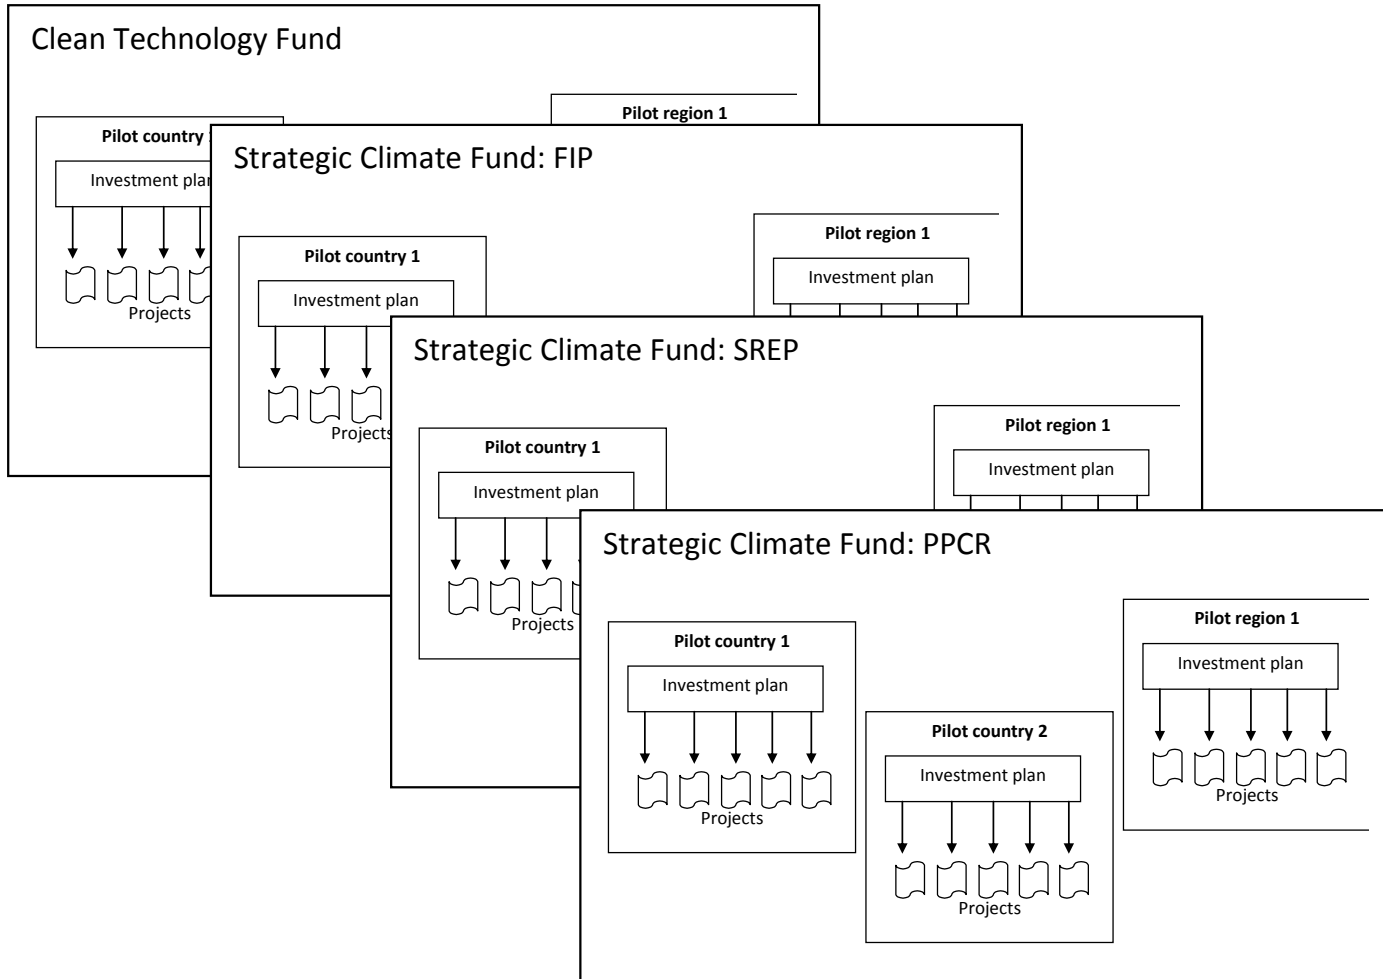 Clean Technology Fund
Pilot country
Investment plan
Projects
Pilot region 1
Strategic Climate Fund: FIP
Pilot country 1
Investment plan
Projects
Pilot region 1
Investment plan
Strategic Climate Fund: SREP
Pilot country 1
Investment plan
Projects
Pilot region 1
Investment plan
Strategic Climate Fund: PPCR
Pilot country 1
Investment plan
Projects
Pilot country 2
Investment plan
Projects
Pilot region 1
Investment plan
Projects